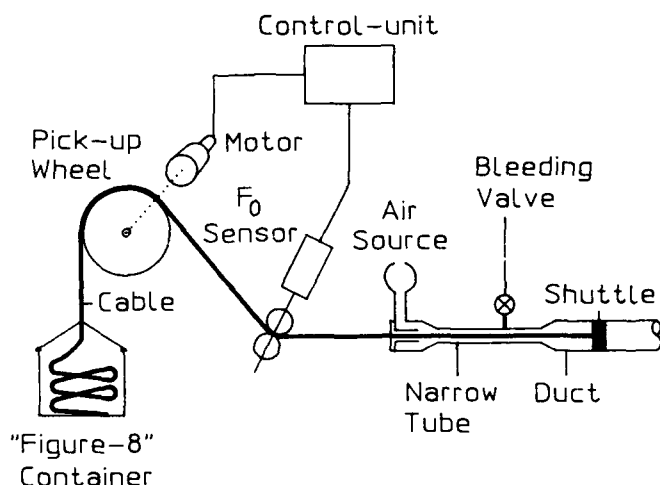 Control-unit
Pick-up
Wheel
Motor
F0
Sensor
Air
Source
Bleeding
Valve
Cable
Shuttle
Narrow
Tube
Duct
"Figure-8"
Container